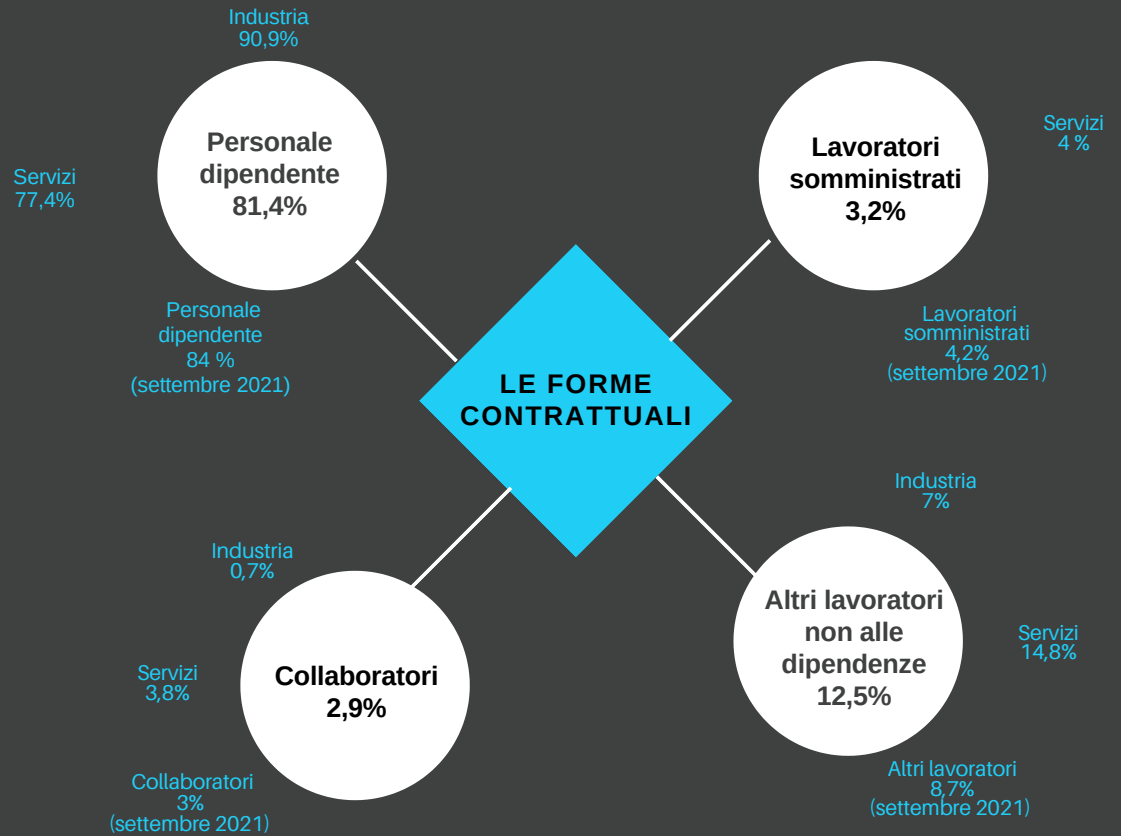 Industria
90,9%
Servizi
77,4%
Personale
dipendente
81,4%
Personale
dipendente
84 %
(settembre 2021)
Lavoratori
somministrati
3,2%
Servizi
4 %
Lavoratori
somministrati
4,2%
(settembre 2021)
LE FORME
CONTRATTUALI
Industria
0,7%
Servizi
3,8%
Collaboratori
2,9%
Collaboratori
3%
(settembre 2021)
Industria
7%
Altri lavoratori
non alle
dipendenze
12,5%
Servizi
14,8%
Altri lavoratori
8,7%
(settembre 2021)